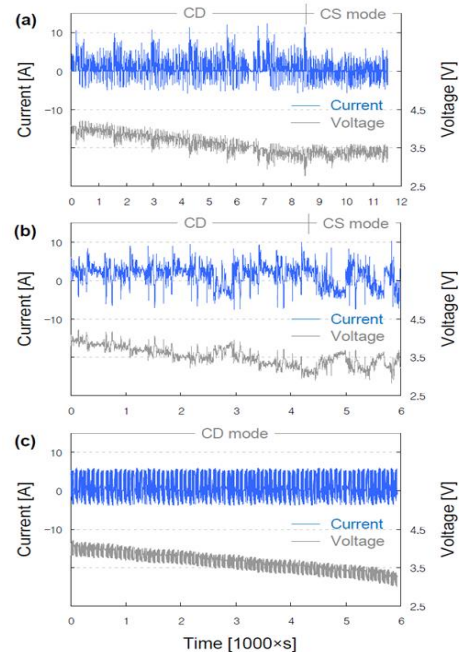 (a)
CD
CS mode
Current [A]
10
0
−10
Current
Voltage
4.5
3.5
2.5
Voltage [V]
0 1 2 3 4 5 6 7 8 9 10 11 12
(b)
CD
CS mode
Current [A]
10
0
−10
Current
Voltage
4.5
3.5
2.5
Voltage [V]
0 1 2 3 4 5 6
(c)
CD mode
Current [A]
10
0
−10
Current
Voltage
4.5
3.5
2.5
Voltage [V]
0 1 2 3 4 5 6
Time [1000×s]